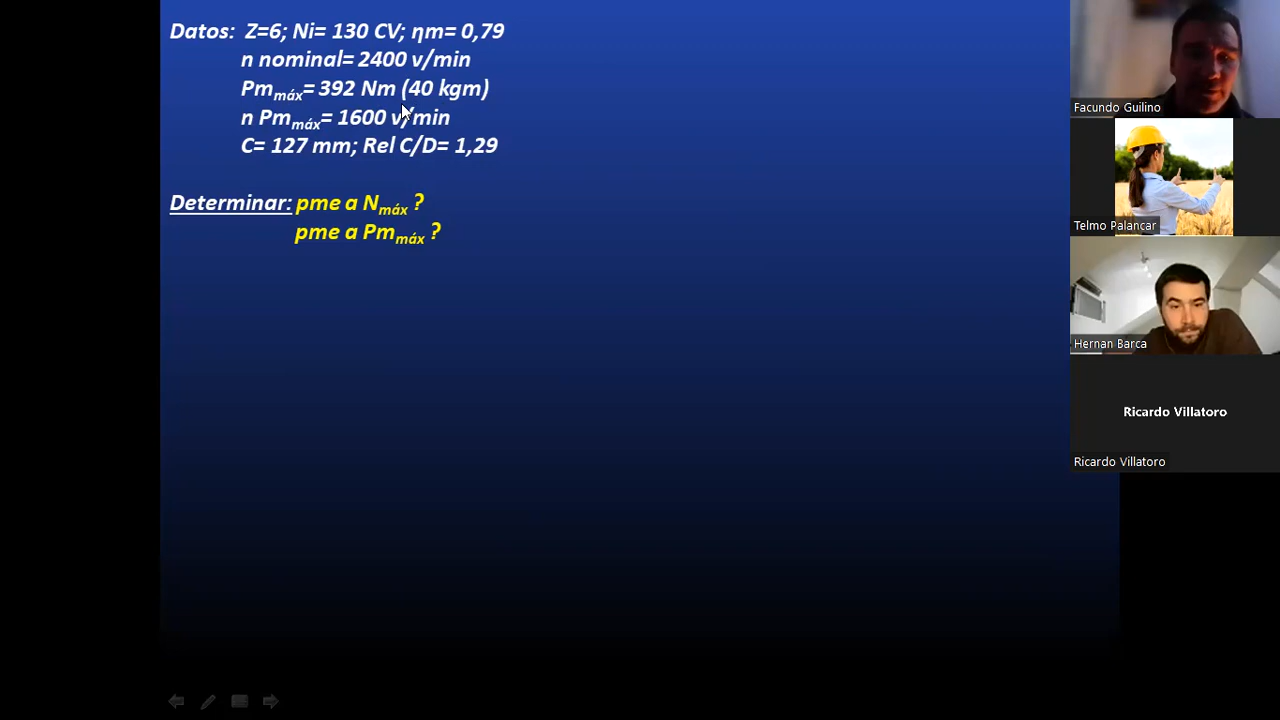 Datos: Z=6; Ni= 130 CV; ηm= 0,79
n nominal= 2400 v/min
Pmmáx= 392 Nm (40 kgm)
n Pmmáx= 1600 v/min
C= 127 mm; Rel C/D= 1,29
Determinar: pme a Nmáx ?
pme a Pmmáx ?
Facundo Guilino
Telmo Palancar
Hernan Barca
Ricardo Villatoro
Ricardo Villatoro